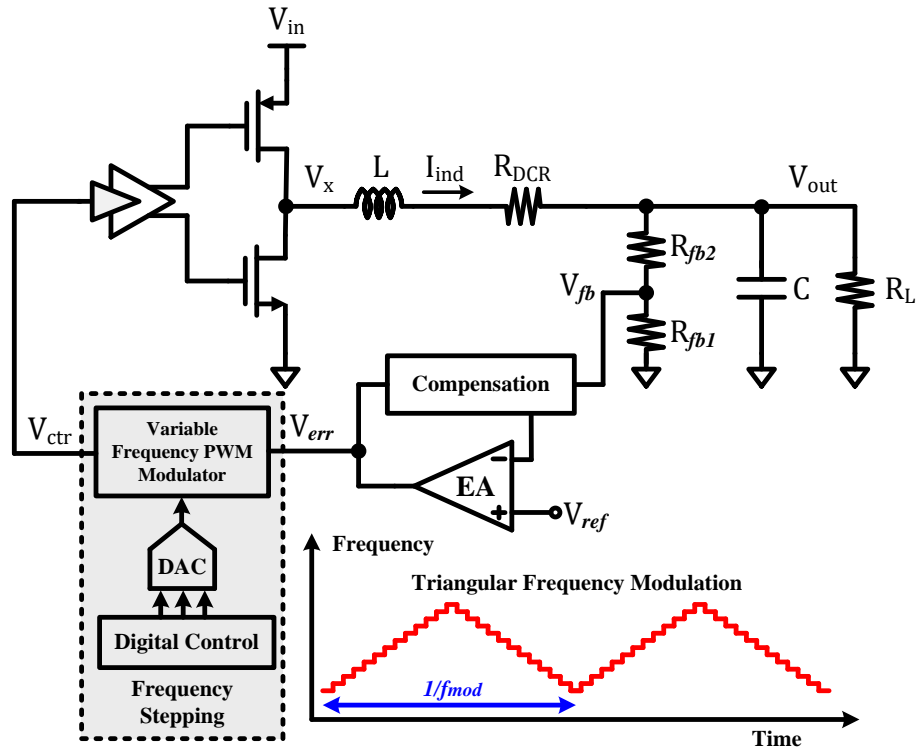 Vin
Vx
L
Iind
RDCR
Vout
Rfb2
Vfb
Rfb1
C
RL
Compensation
Vctr
Variable
Frequency PWM
Modulator
Verr
EA
Vref
DAC
Digital Control
Frequency
Stepping
Frequency
Triangular Frequency Modulation
1/fmod
Time